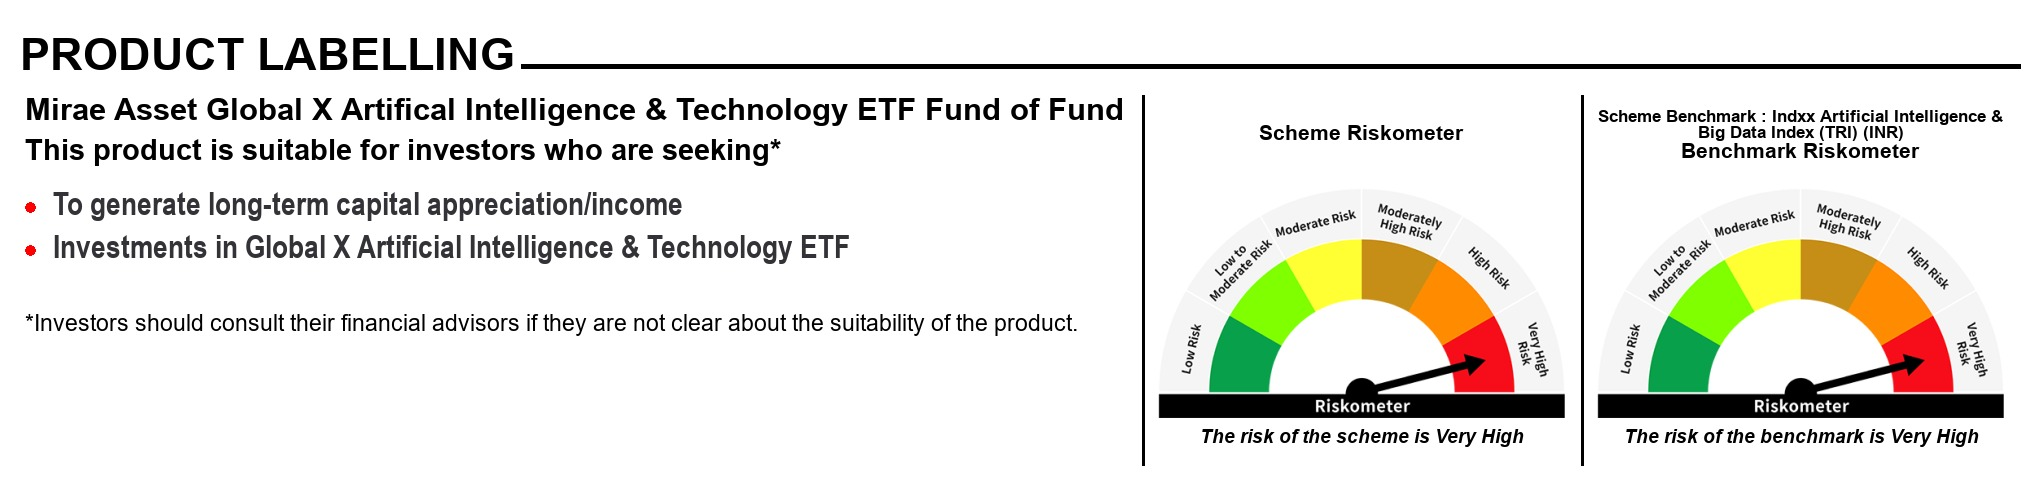 PRODUCT LABELLING
Mirae Asset Global X Artifical Intelligence & Technology ETF Fund of Fund
This product is suitable for investors who are seeking*
To generate long-term capital appreciation/income
Investments in Global X Artificial Intelligence & Technology ETF
*Investors should consult their financial advisors if they are not clear about the suitability of the product.
Scheme Riskometer
Low Risk
Low to
Moderate Risk
Moderate Risk
Moderately
High Risk
High Risk
Very High
Risk
Riskometer
The risk of the scheme is Very High
Scheme Benchmark : Indxx Artificial Intelligence &
Big Data Index (TRI) (INR)
Benchmark Riskometer
Low Risk
Low to
Moderate Risk
Moderate Risk
Moderately
High Risk
High Risk
Very High
Risk
Riskometer
The risk of the benchmark is Very High